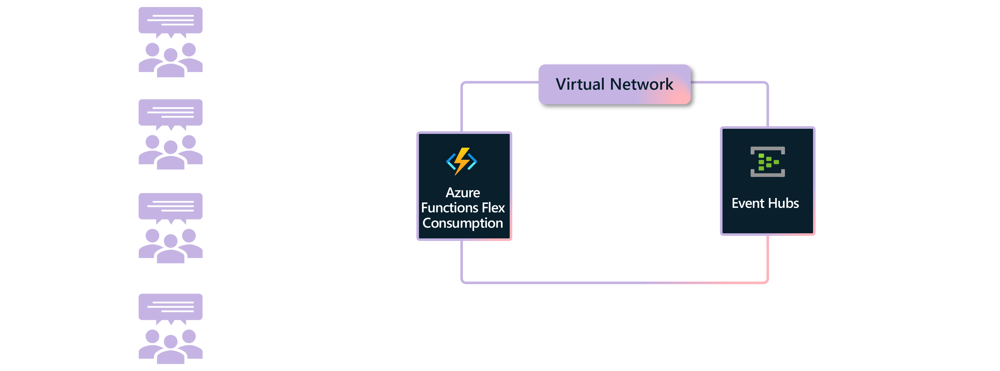 Virtual Network
Azure
Functions Flex
Consumption
Event Hubs